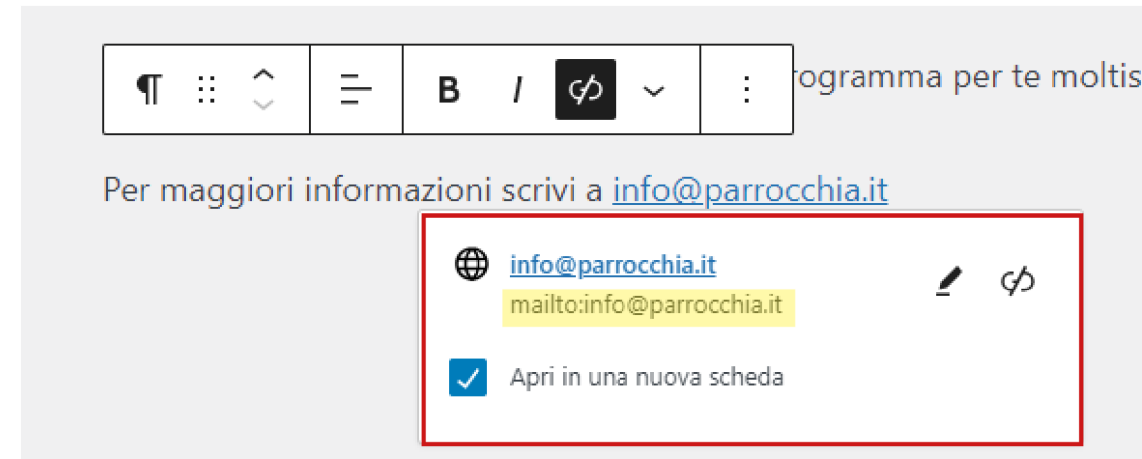 B I
ogramma per te moltis
Per maggiori informazioni scrivi a info@parrocchia.it
info@parrocchia.it
mailto:info@parrocchia.it
Apri in una nuova scheda